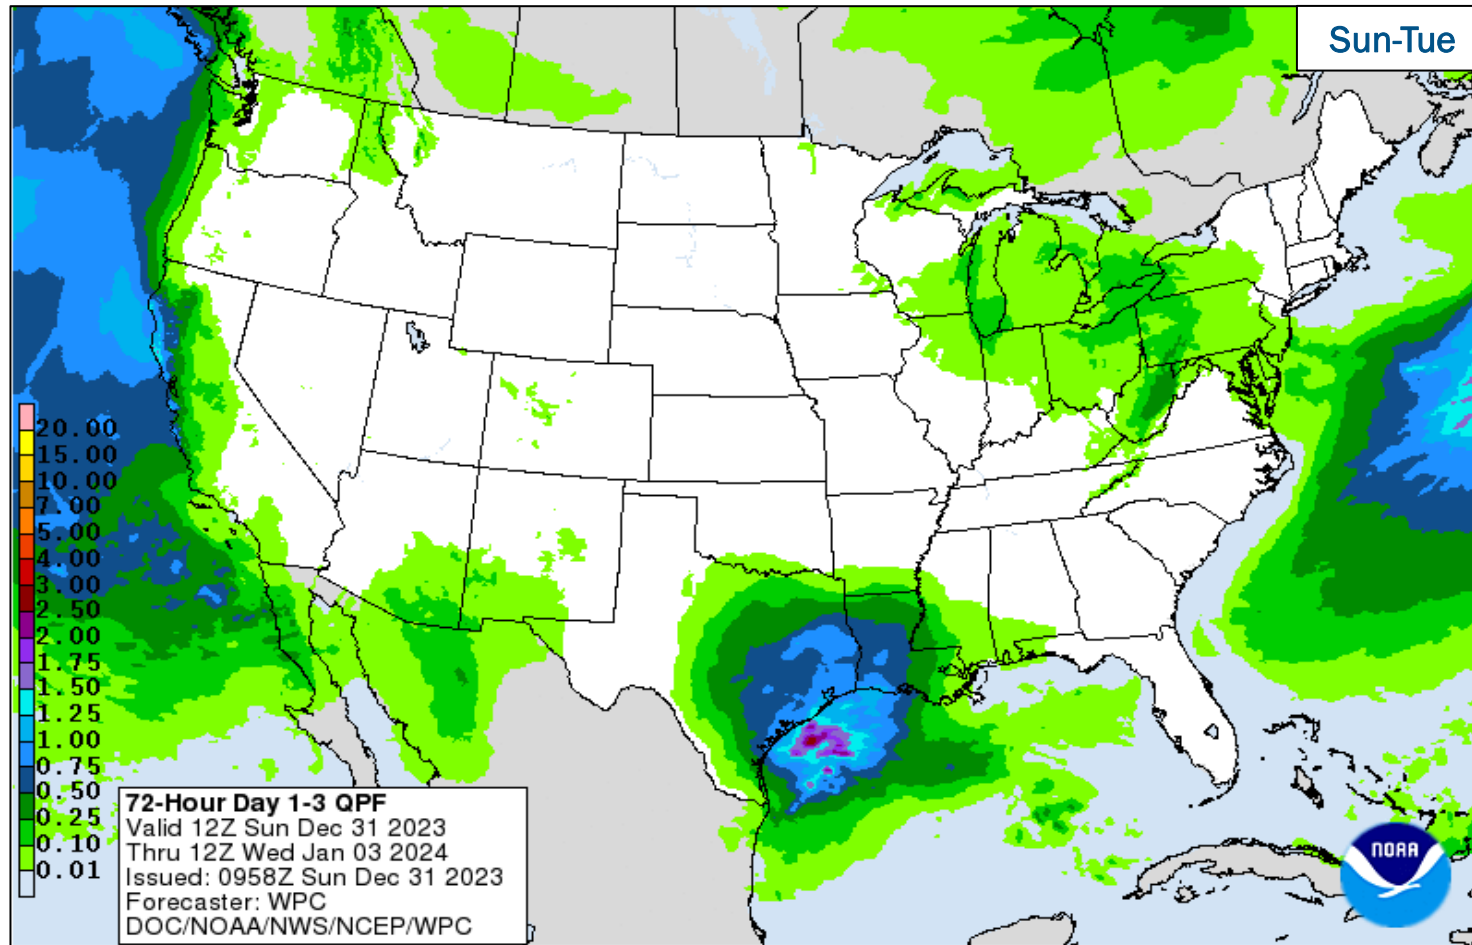 Sun-Tue
20.00
15.00
10.00
7.00
5.00
4.00
3.00
2.50
2.00
1.75
1.50
1.25
1.00
0.75
0.50
0.25
0.10
0.01
72-Hour Day 1-3 QPF
Valid 12Z Sun Dec 31 2023
Thru 12Z Wed Jan 03 2024
Issued: 0958Z Sun Dec 31 2023
Forecaster: WPC
DOC/NOAA/NWS/NCEP/WPC
NOAA